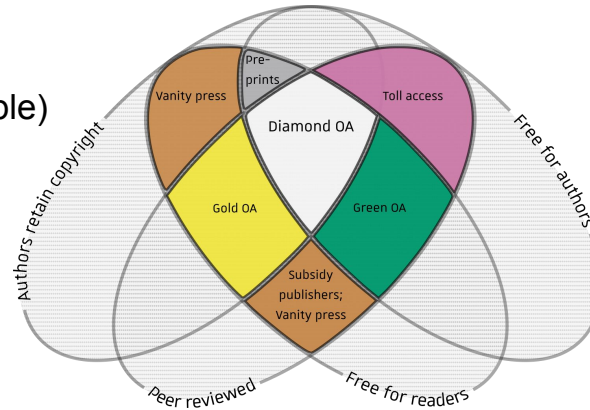 Pre-
prints
Vanity press
Toll access
ple)
Diamond OA
Authors retain copyright
Free for authors
Gold OA
Green OA
Subsidy
publishers;
Vanity press
Peer reviewed
Free for readers